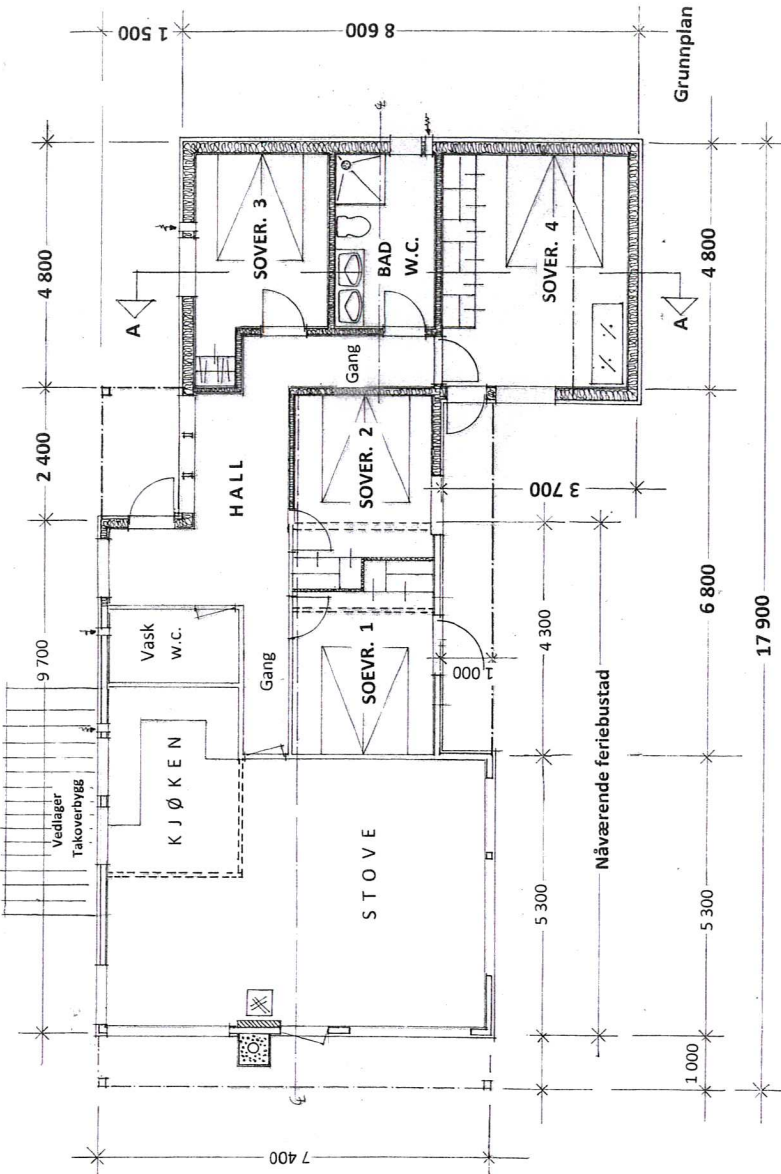 Grunnplan
1 500
8 600
4 800
2 400
9 700
A
SOVER. 3
BAD
W.C.
SOVER. 4
A
4 800
Gang
HALL
SOVER. 2
3 700
Vask
w.c.
Gang
SOEVR. 1
1 000
4 300
6 800
17 900
Nåværende feriebustad
Vedlager
Takoverbygg
KJØKEN
STOVE
5 300
5 300
1 000
7 400